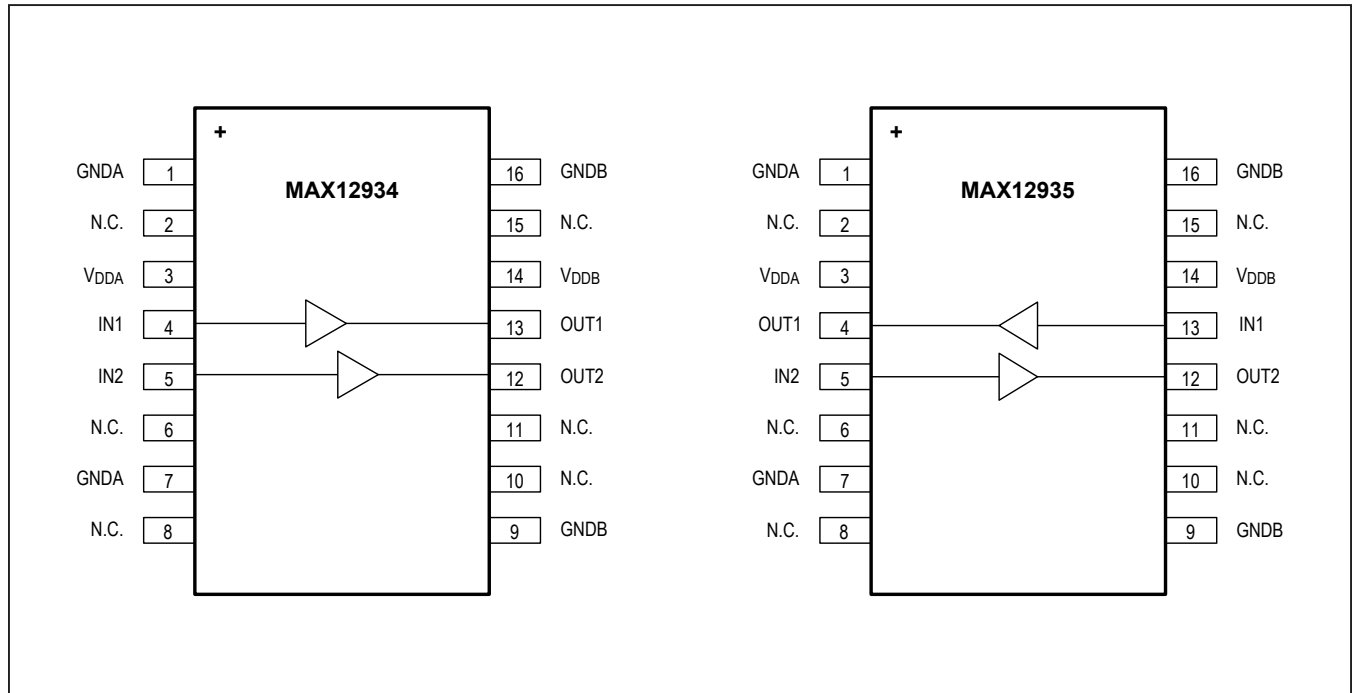 +
MAX12934
GNDA 1 16 GNDB
N.C. 2 15 N.C.
VDDA 3 14 VDDB
IN1 4 13 OUT1
IN2 5 12 OUT2
N.C. 6 11 N.C.
GNDA 7 10 N.C.
N.C. 8 9 GNDB
+
MAX12935
GNDA 1 16 GNDB
N.C. 2 15 N.C.
VDDA 3 14 VDDB
OUT1 4 13 IN1
IN2 5 12 OUT2
N.C. 6 11 N.C.
GNDA 7 10 N.C.
N.C. 8 9 GNDB